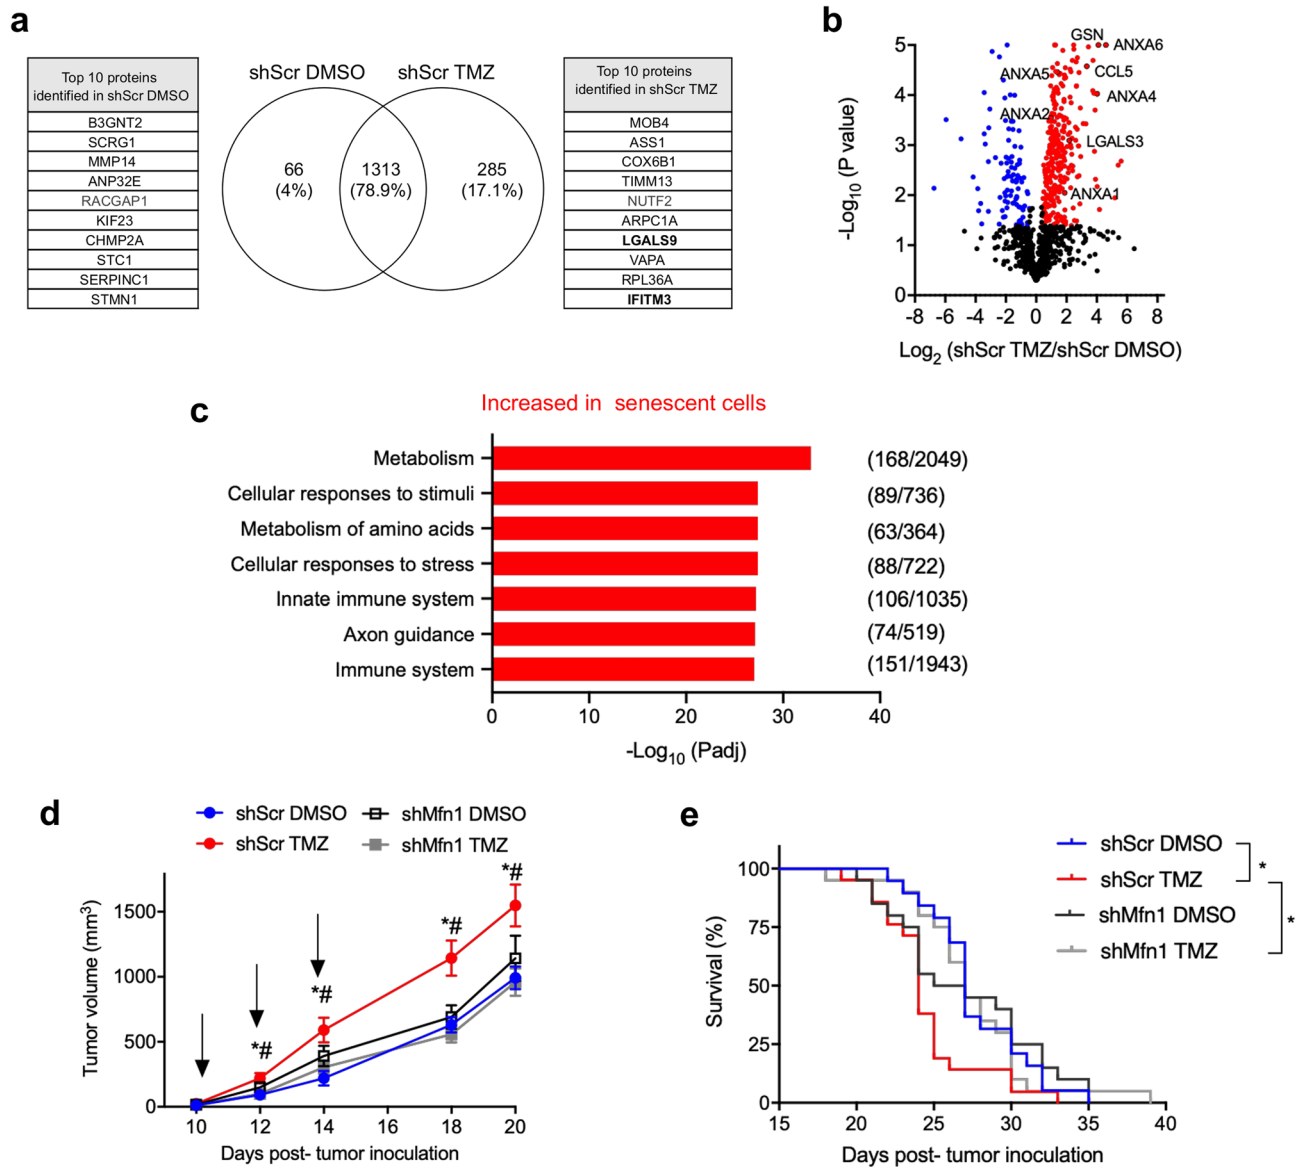 a
Top 10 proteins
identified in shScr DMSO
B3GNT2
SCRG1
MMP14
ANP32E
RACGAP1
KIF23
CHMP2A
STC1
SERPINC1
STMN1
shScr DMSO
shScr TMZ
66
(4%)
1313
(78.9%)
285
(17.1%)
Top 10 proteins
identified in shScr TMZ
MOB4
ASS1
COX6B1
TIMM13
NUTF2
ARPC1A
LGALS9
VAPA
RPL36A
IFITM3
b
-Log10 (P value)
5
4
3
2
1
0
GSN
ANXA6
ANXA5
CCL5
ANXA4
ANXA2
LGALS3
ANXA1
-8 -6 -4 -2 0 2 4 6 8
Log2 (shScr TMZ/shScr DMSO)
c
Increased in senescent cells
Metabolism (168/2049)
Cellular responses to stimuli (89/736)
Metabolism of amino acids (63/364)
Cellular responses to stress (88/722)
Innate immune system (106/1035)
Axon guidance (74/519)
Immune system (151/1943)
0 10 20 30 40
-Log10 (Padj)
d
shScr DMSO shMfn1 DMSO
shScr TMZ shMfn1 TMZ
Tumor volume (mm3)
1500
1000
500
0
*#
*#
*#
*#
10 12 14 18 20
Days post- tumor inoculation
e
shScr DMSO
shScr TMZ
shMfn1 DMSO
shMfn1 TMZ
*
*
Survival (%)
100
75
50
25
0
15 20 25 30 35 40
Days post- tumor inoculation